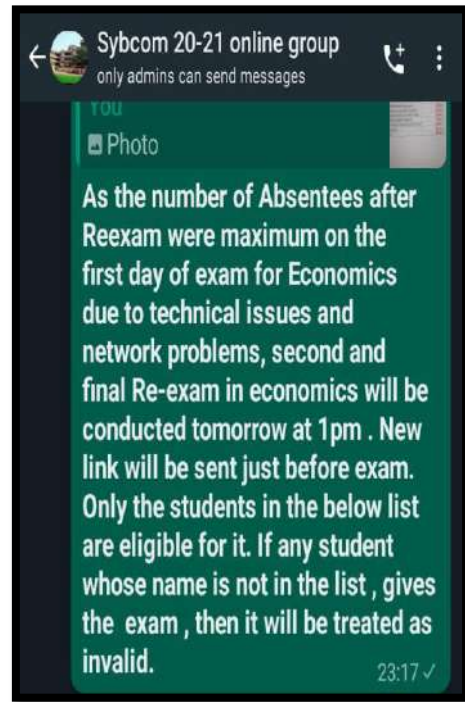 Sybcom 20-21 online group
only admins can send messages
You
Photo
As the number of Absentees after
Reexam were maximum on the
first day of exam for Economics
due to technical issues and
network problems, second and
final Re-exam in economics will be
conducted tomorrow at 1pm . New
link will be sent just before exam.
Only the students in the below list
are eligible for it. If any student
whose name is not in the list , gives
the exam , then it will be treated as
invalid.
23:17